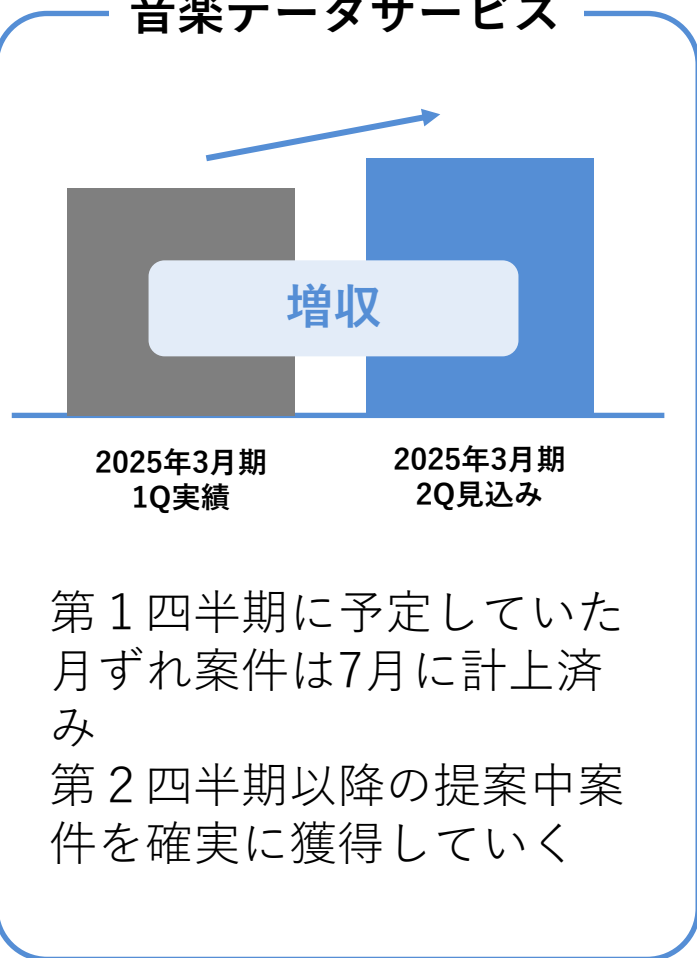 音楽データサービス
増収
2025年3月期
1Q実績
2025年3月期
2Q見込み
第１四半期に予定していた
月ずれ案件は7月に計上済
み
第２四半期以降の提案中案
件を確実に獲得していく